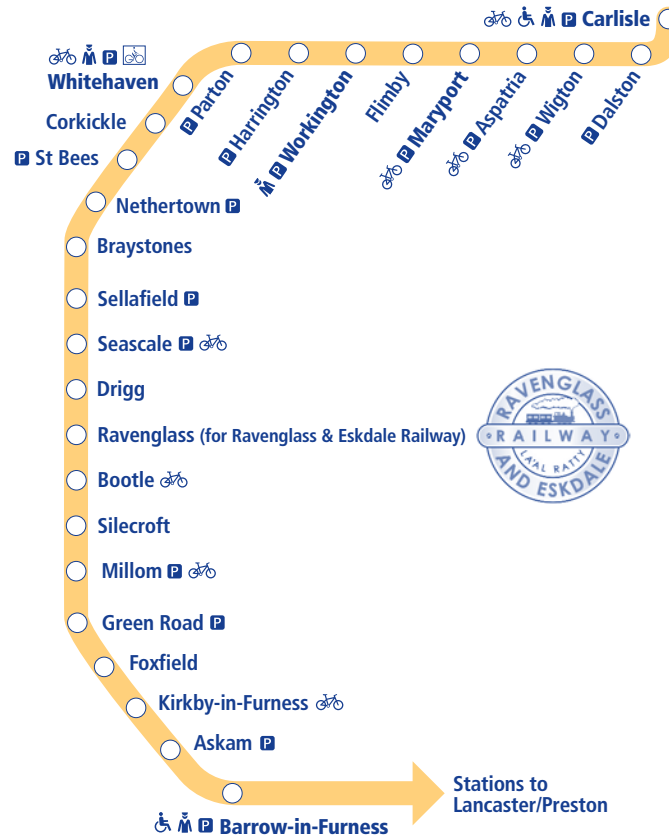 P Carlisle
P
Whitehaven
P Parton
P Harrington
P Workington
Flimby
P Maryport
P Aspatria
P Wigton
P Dalston
Corkickle
P St Bees
Nethertown P
Braystones
Sellafield P
Seascale P
Drigg
Ravenglass (for Ravenglass & Eskdale Railway)
RAVENGLASS
· RAILWAY ·
LA'AL RATTY
AND ESKDALE
Bootle
Silecroft
Millom P
Green Road P
Foxfield
Kirkby-in-Furness
Askam P
Stations to
Lancaster/Preston
P Barrow-in-Furness